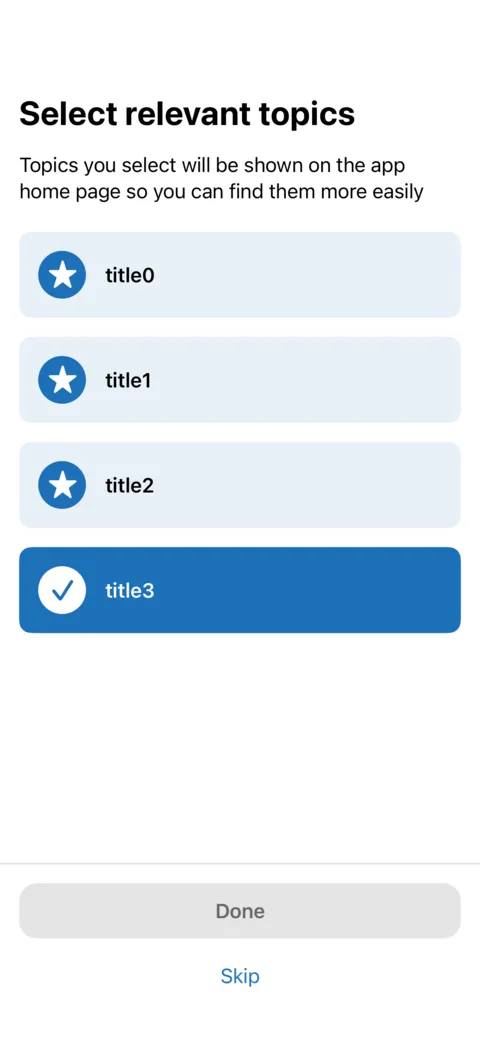 Select relevant topics
Topics you select will be shown on the app
home page so you can find them more easily
title0
title1
title2
title3
Done
Skip